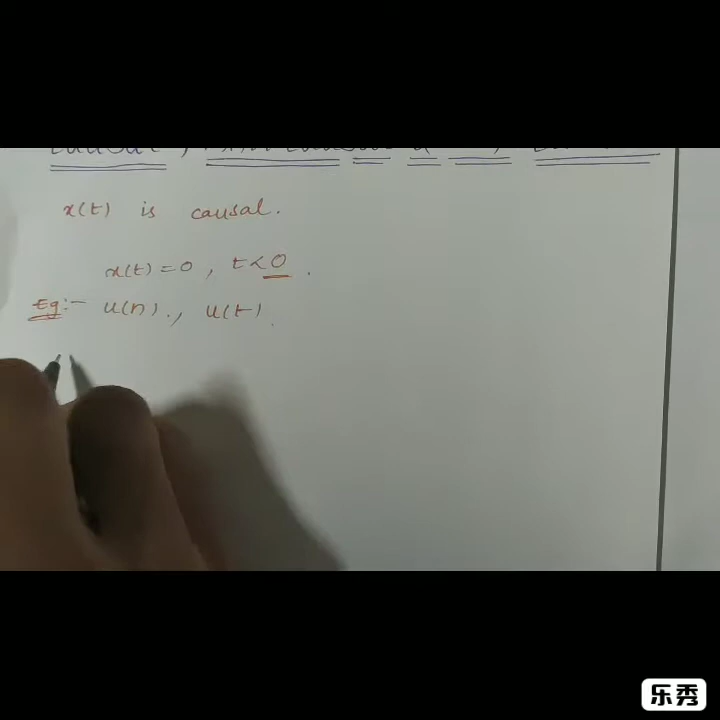 x(t) is causal.
x(t) = 0 , t < 0 .
Eg:- u(n) . , u(t) .
乐秀